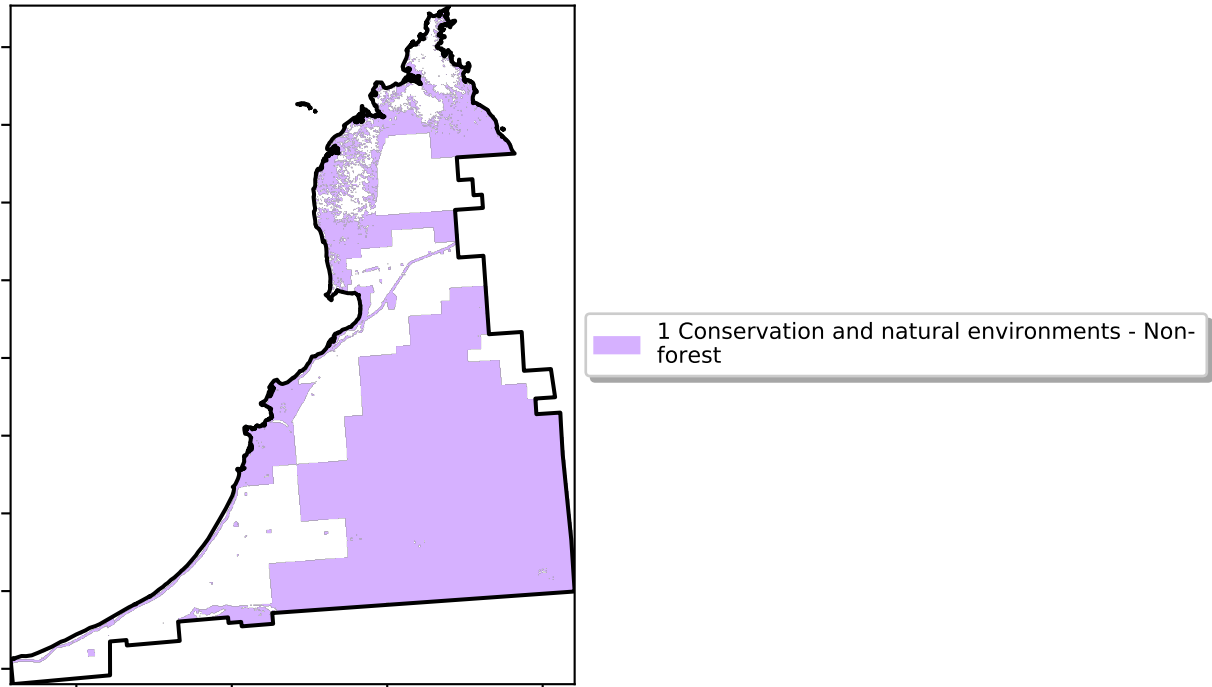 1 Conservation and natural environments - Non-
forest